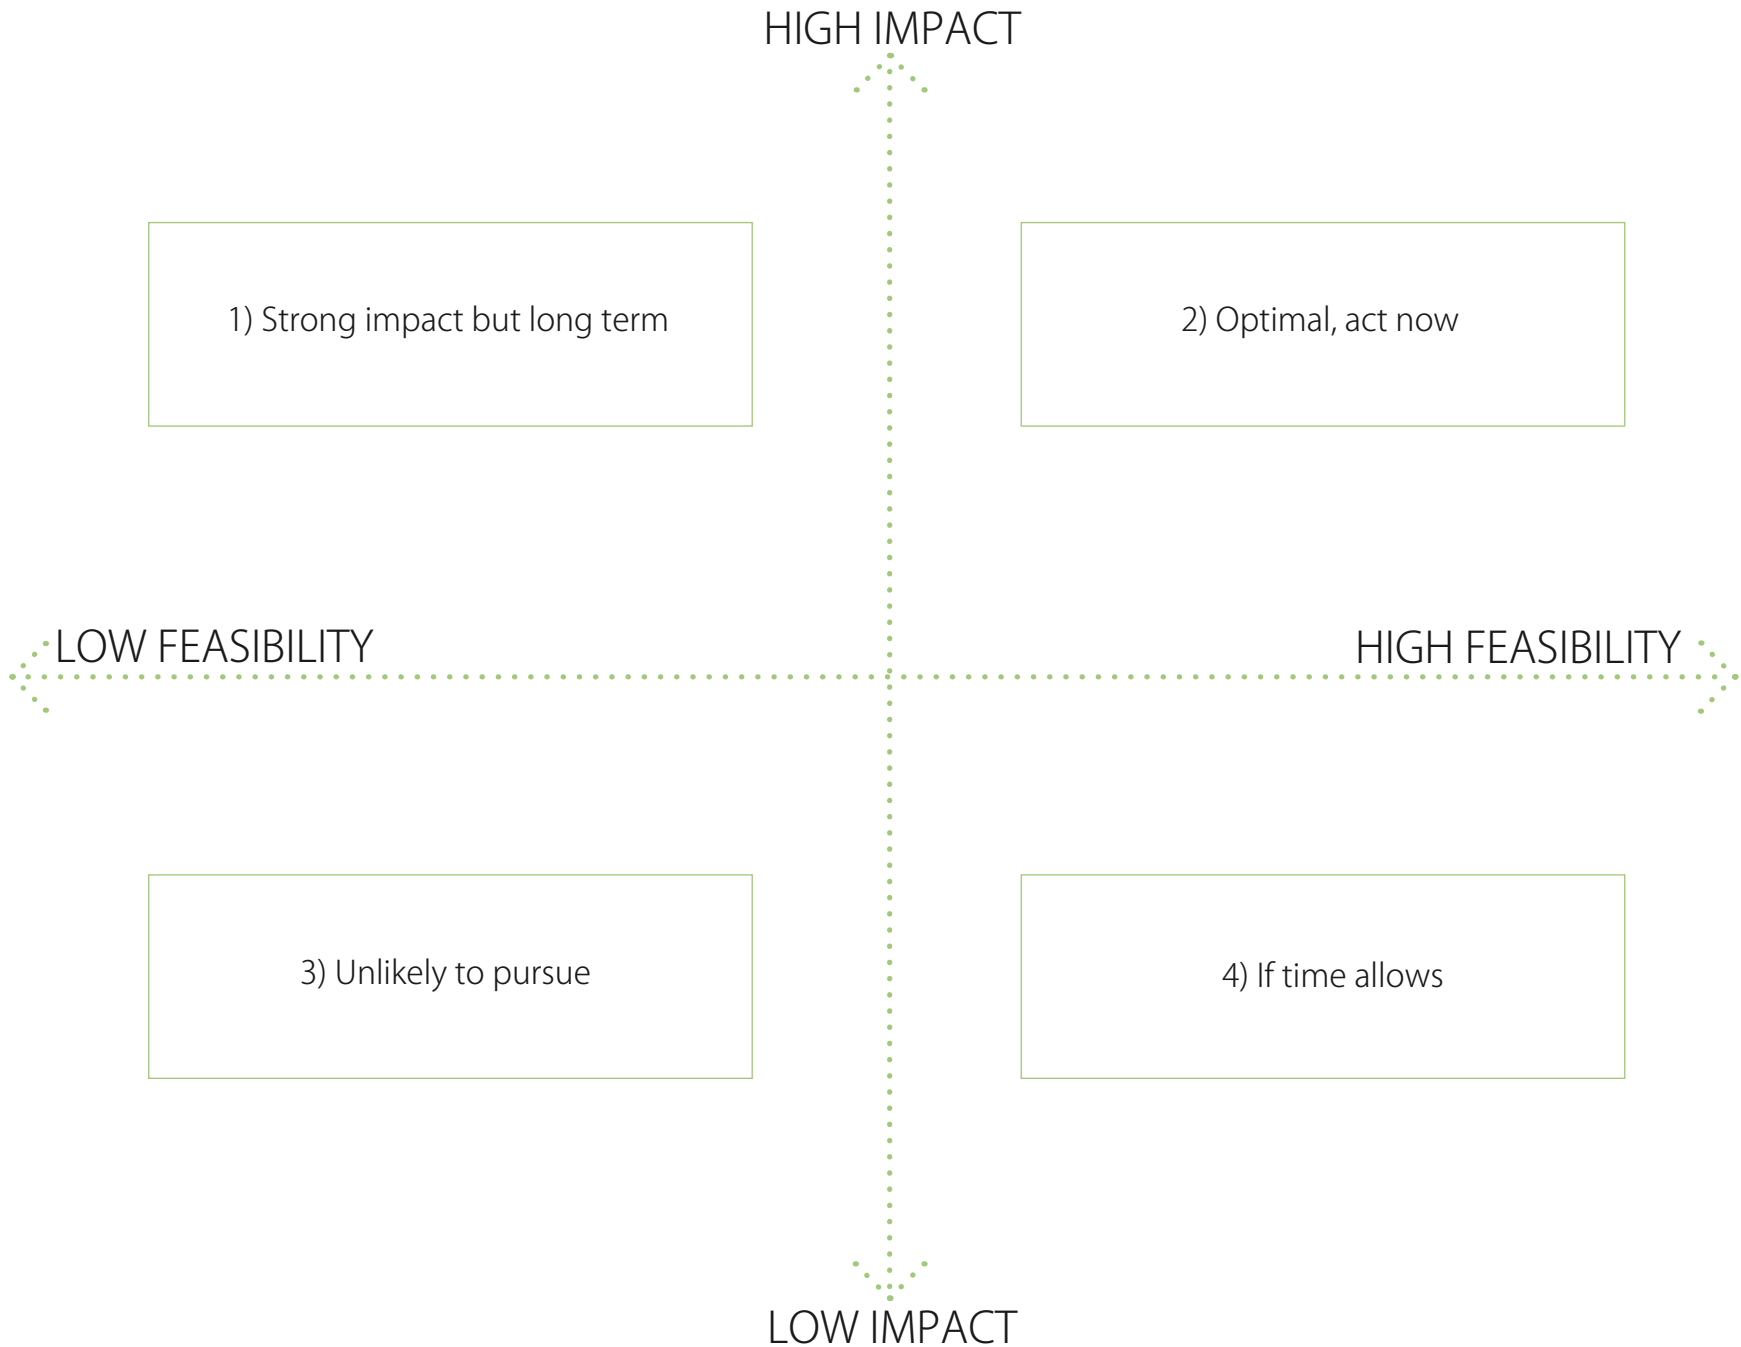 HIGH IMPACT
1) Strong impact but long term
2) Optimal, act now
LOW FEASIBILITY
HIGH FEASIBILITY
3) Unlikely to pursue
4) If time allows
LOW IMPACT